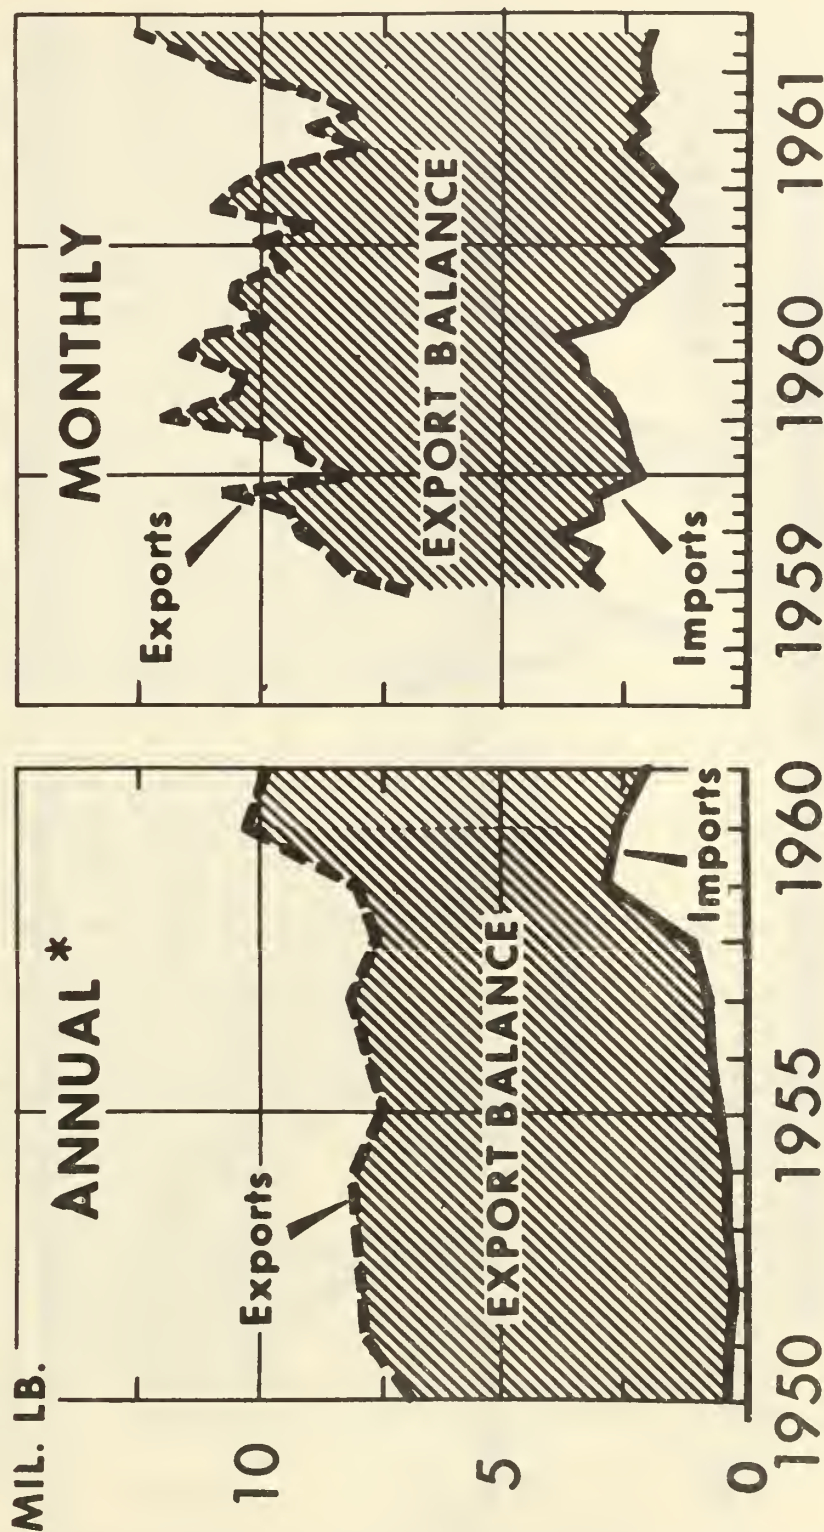 MIL. LB.
ANNUAL *
Exports
EXPORT BALANCE
Imports
10
5
0
1950
1955
1960
MONTHLY
Exports
EXPORT BALANCE
Imports
1959
1960
1961